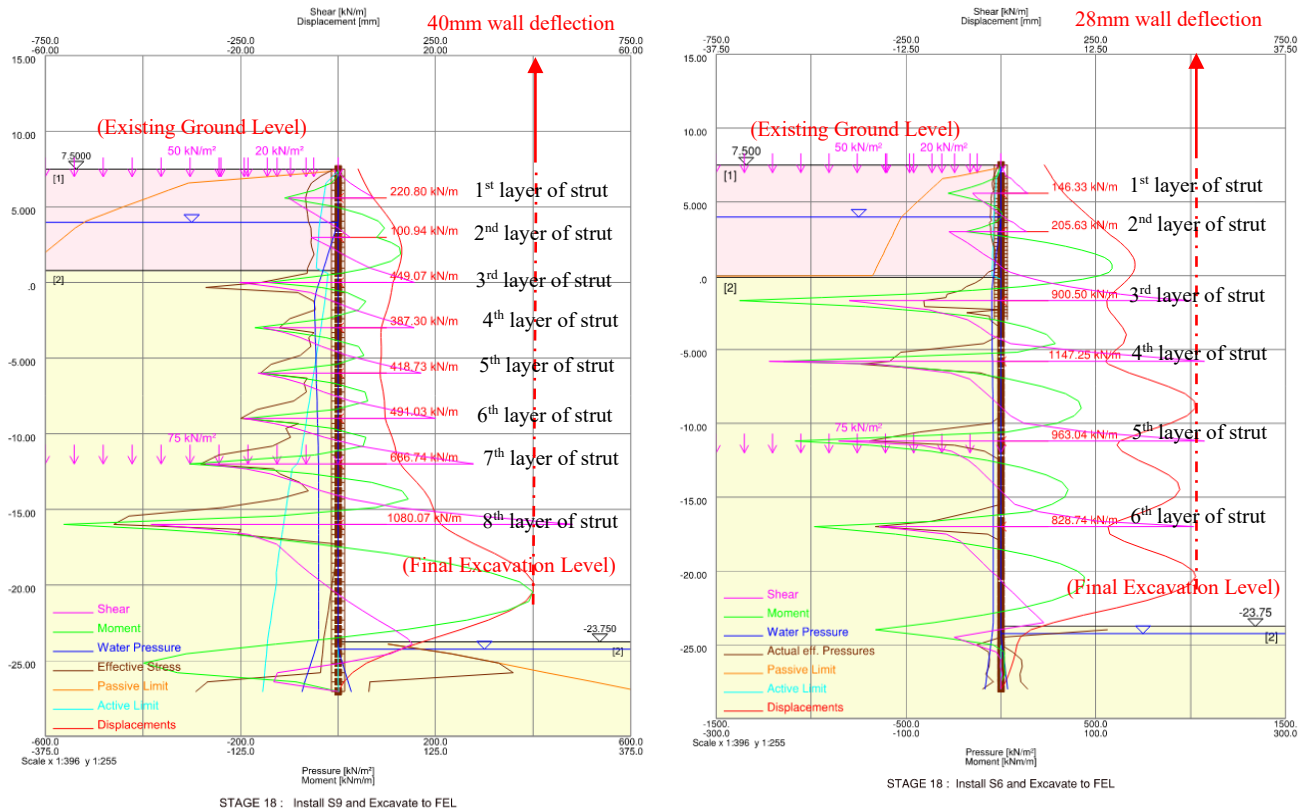 Shear [kN/m]
Displacement [mm]
40mm wall deflection
-750.0
-60.00
-250.0
-20.00
250.0
20.00
750.0
60.00
15.00
10.00
5.000
.0
-5.000
-10.00
-15.00
-20.00
-25.00
(Existing Ground Level)
7.5000
50 kN/m²
20 kN/m²
[1]
220.80 kN/m
1st layer of strut
100.94 kN/m
2nd layer of strut
[2]
449.07 kN/m
3rd layer of strut
387.30 kN/m
4th layer of strut
418.73 kN/m
5th layer of strut
491.03 kN/m
6th layer of strut
75 kN/m²
686.74 kN/m
7th layer of strut
1080.07 kN/m
8th layer of strut
(Final Excavation Level)
-23.750
[2]
Shear
Moment
Water Pressure
Effective Stress
Passive Limit
Active Limit
Displacements
-600.0
-375.0
-200.0
-125.0
200.0
125.0
600.0
375.0
Scale x 1:396 y 1:255
Pressure [kN/m²]
Moment [kNm/m]
STAGE 18 : Install S9 and Excavate to FEL
Shear [kN/m]
Displacement [mm]
28mm wall deflection
-750.0
-37.50
-250.0
-12.50
250.0
12.50
750.0
37.50
15.00
10.00
5.000
.0
-5.000
-10.00
-15.00
-20.00
-25.00
(Existing Ground Level)
7.500
50 kN/m²
20 kN/m²
[1]
146.33 kN/m
1st layer of strut
205.63 kN/m
2nd layer of strut
[2]
900.50 kN/m
3rd layer of strut
1147.25 kN/m
4th layer of strut
75 kN/m²
963.04 kN/m
5th layer of strut
828.74 kN/m
6th layer of strut
(Final Excavation Level)
-23.75
[2]
Shear
Moment
Water Pressure
Actual eff. Pressures
Passive Limit
Active Limit
Displacements
-1500.
-300.0
-500.0
-100.0
500.0
100.0
1500.
300.0
Scale x 1:396 y 1:255
Pressure [kN/m²]
Moment [kNm/m]
STAGE 18 : Install S6 and Excavate to FEL